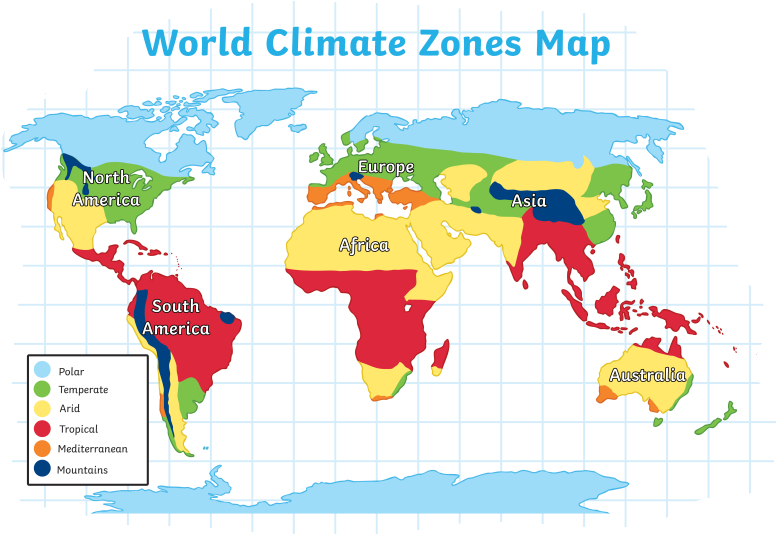 World Climate Zones Map
North
America
Europe
Asia
Africa
South
America
Australia
Polar
Temperate
Arid
Tropical
Mediterranean
Mountains